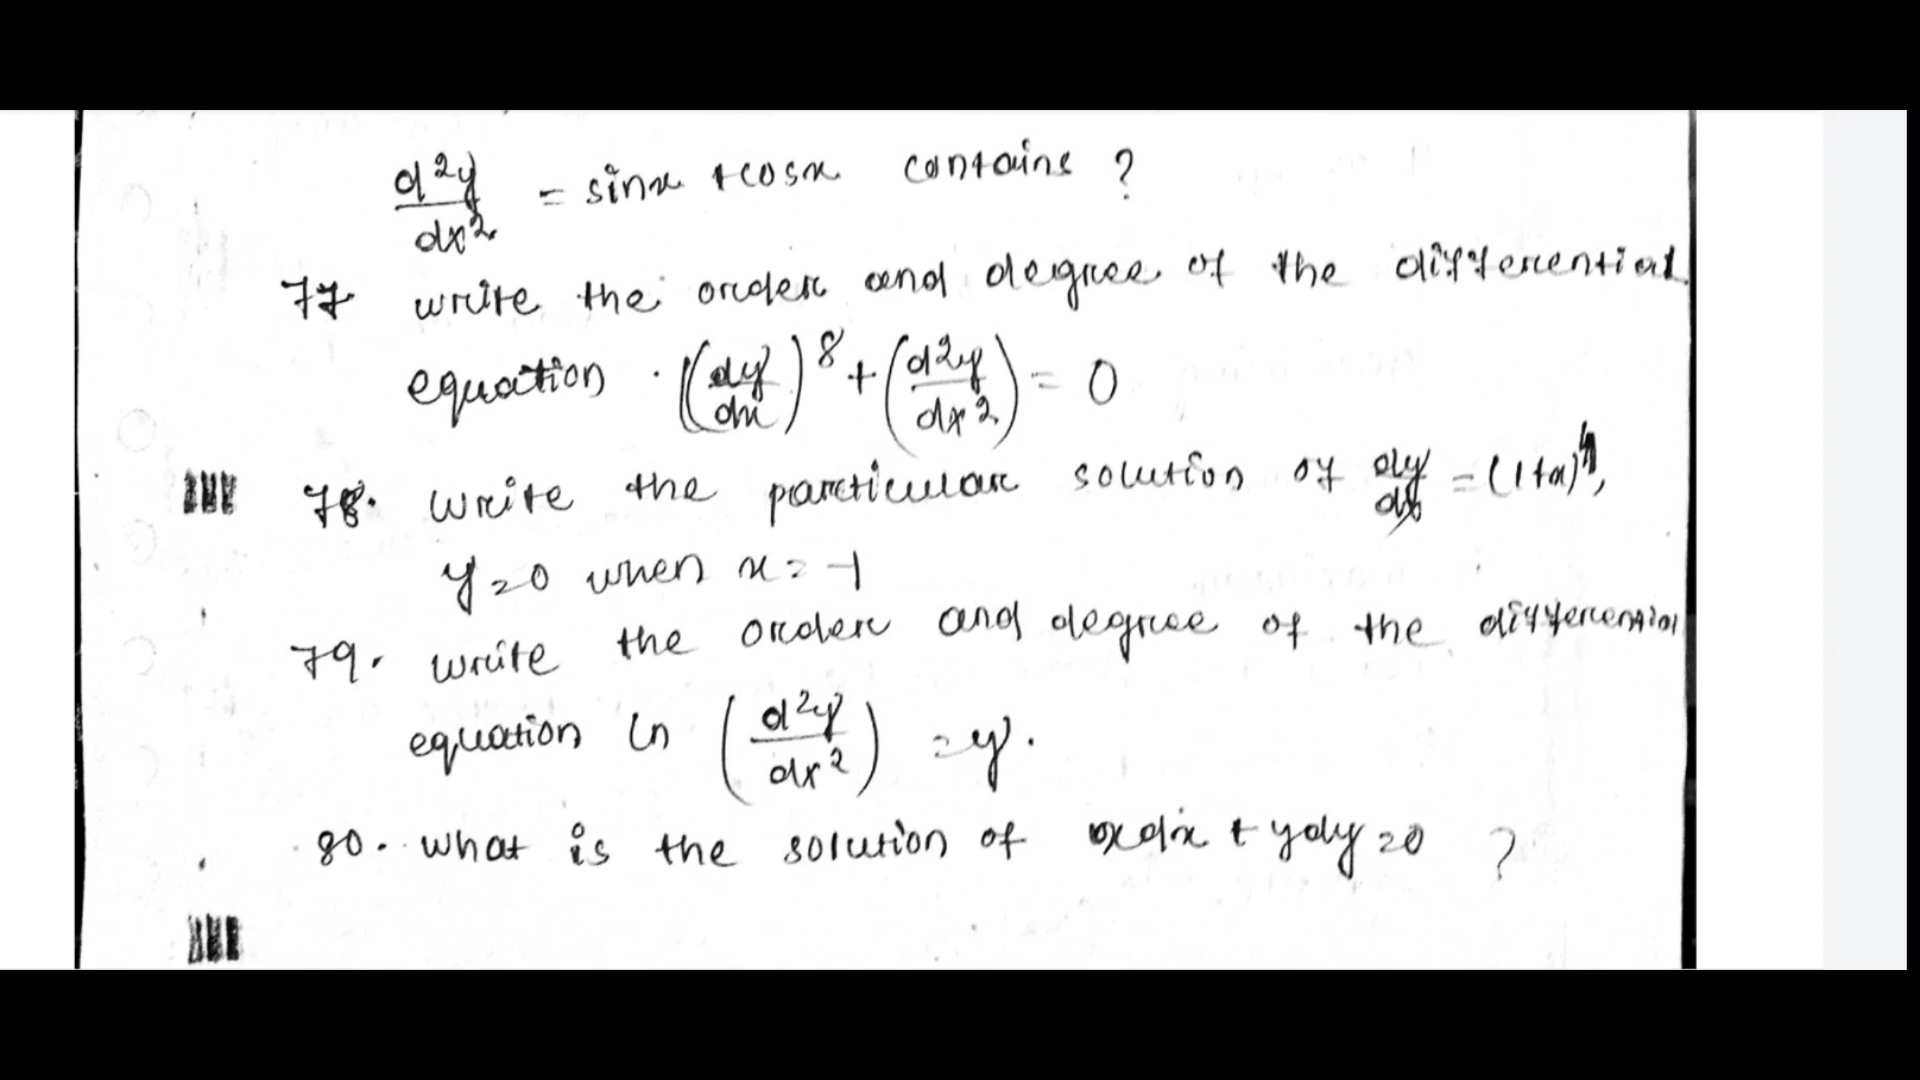 d²y/dx² = sinx + cosx contains ?
77 write the order and degree of the differential
equation . (dy/dx)⁸ + (d²y/dx²) = 0
78. write the particular solution of dy/dx = (1+x)⁴,
y=0 when x=-1
79. write the order and degree of the differential
equation ln (d²y/dx²) = y.
80. what is the solution of xdx + ydy=0 ?